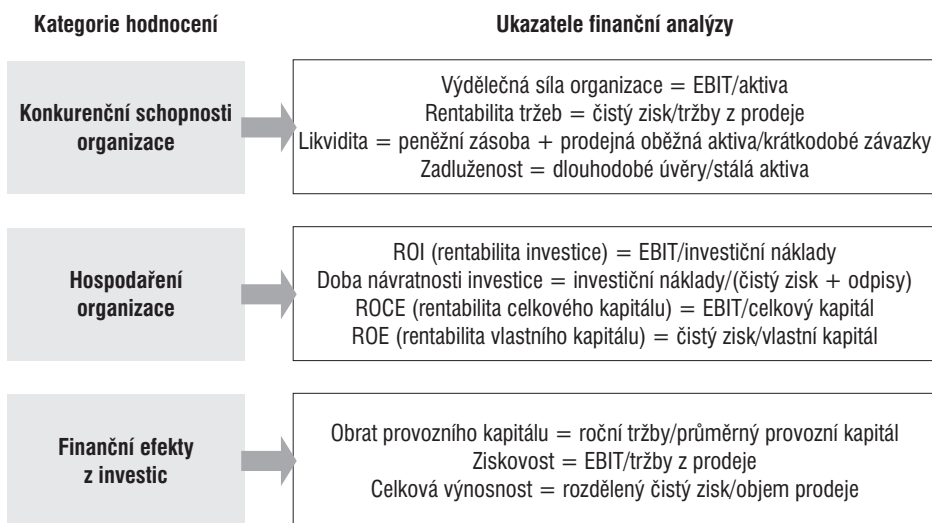 Kategorie hodnocení
Ukazatele finanční analýzy
Konkurenční schopnosti
organizace
Výdělečná síla organizace = EBIT/aktiva
Rentabilita tržeb = čistý zisk/tržby z prodeje
Likvidita = peněžní zásoba + prodejná oběžná aktiva/krátkodobé závazky
Zadluženost = dlouhodobé úvěry/stálá aktiva
Hospodaření
organizace
ROI (rentabilita investice) = EBIT/investiční náklady
Doba návratnosti investice = investiční náklady/(čistý zisk + odpisy)
ROCE (rentabilita celkového kapitálu) = EBIT/celkový kapitál
ROE (rentabilita vlastního kapitálu) = čistý zisk/vlastní kapitál
Finanční efekty
z investic
Obrat provozního kapitálu = roční tržby/průměrný provozní kapitál
Ziskovost = EBIT/tržby z prodeje
Celková výnosnost = rozdělený čistý zisk/objem prodeje